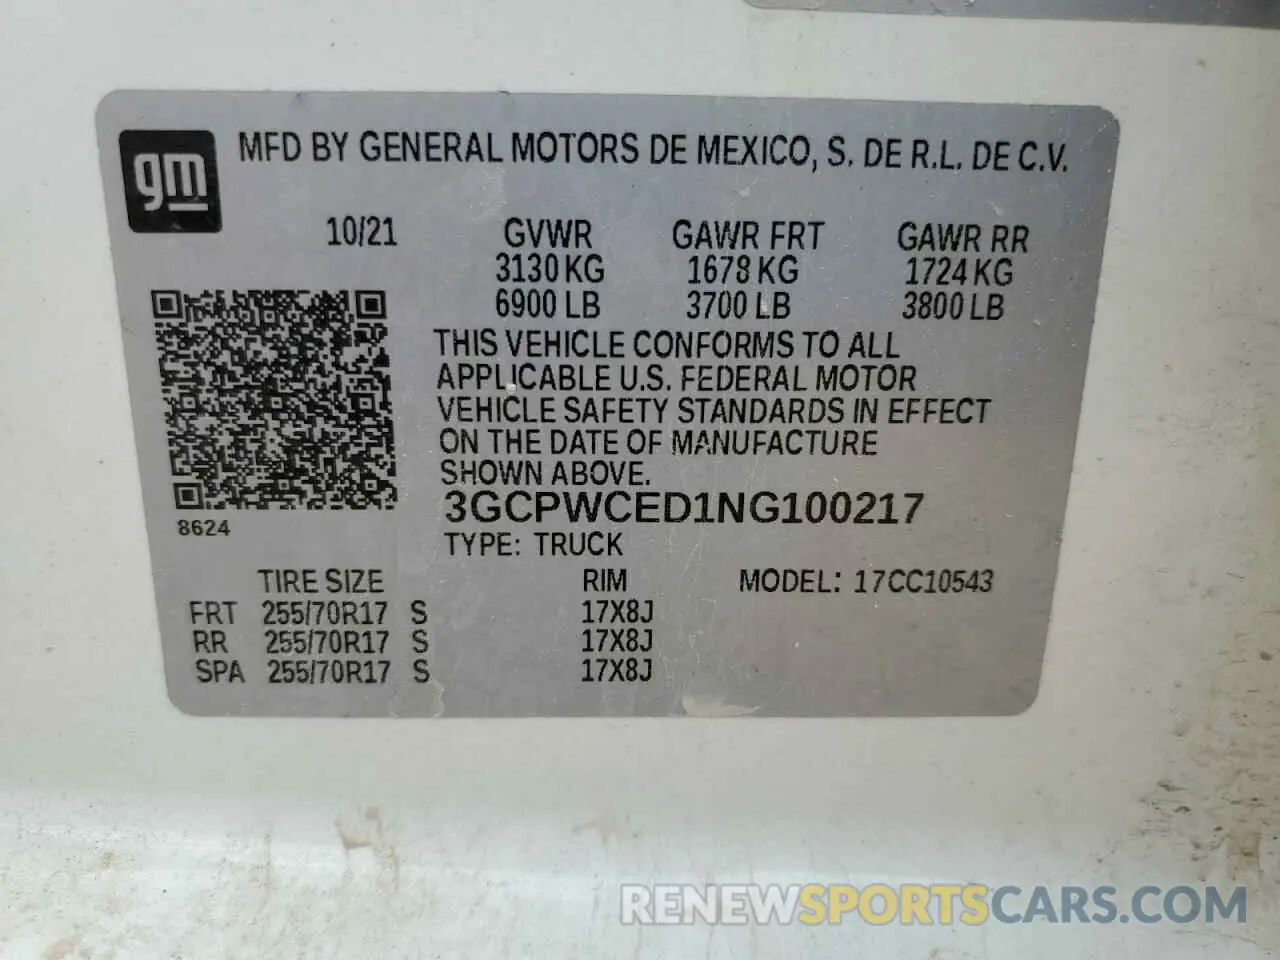 gm
MFD BY GENERAL MOTORS DE MEXICO, S. DE R.L. DE C.V.
10/21 GVWR GAWR FRT GAWR RR
3130 KG 1678 KG 1724 KG
6900 LB 3700 LB 3800 LB
THIS VEHICLE CONFORMS TO ALL
APPLICABLE U.S. FEDERAL MOTOR
VEHICLE SAFETY STANDARDS IN EFFECT
ON THE DATE OF MANUFACTURE
SHOWN ABOVE.
3GCPWCED1NG100217
8624
TYPE: TRUCK
TIRE SIZE RIM MODEL: 17CC10543
FRT 255/70R17 S 17X8J
RR 255/70R17 S 17X8J
SPA 255/70R17 S 17X8J
RENEWSPORTSCARS.COM